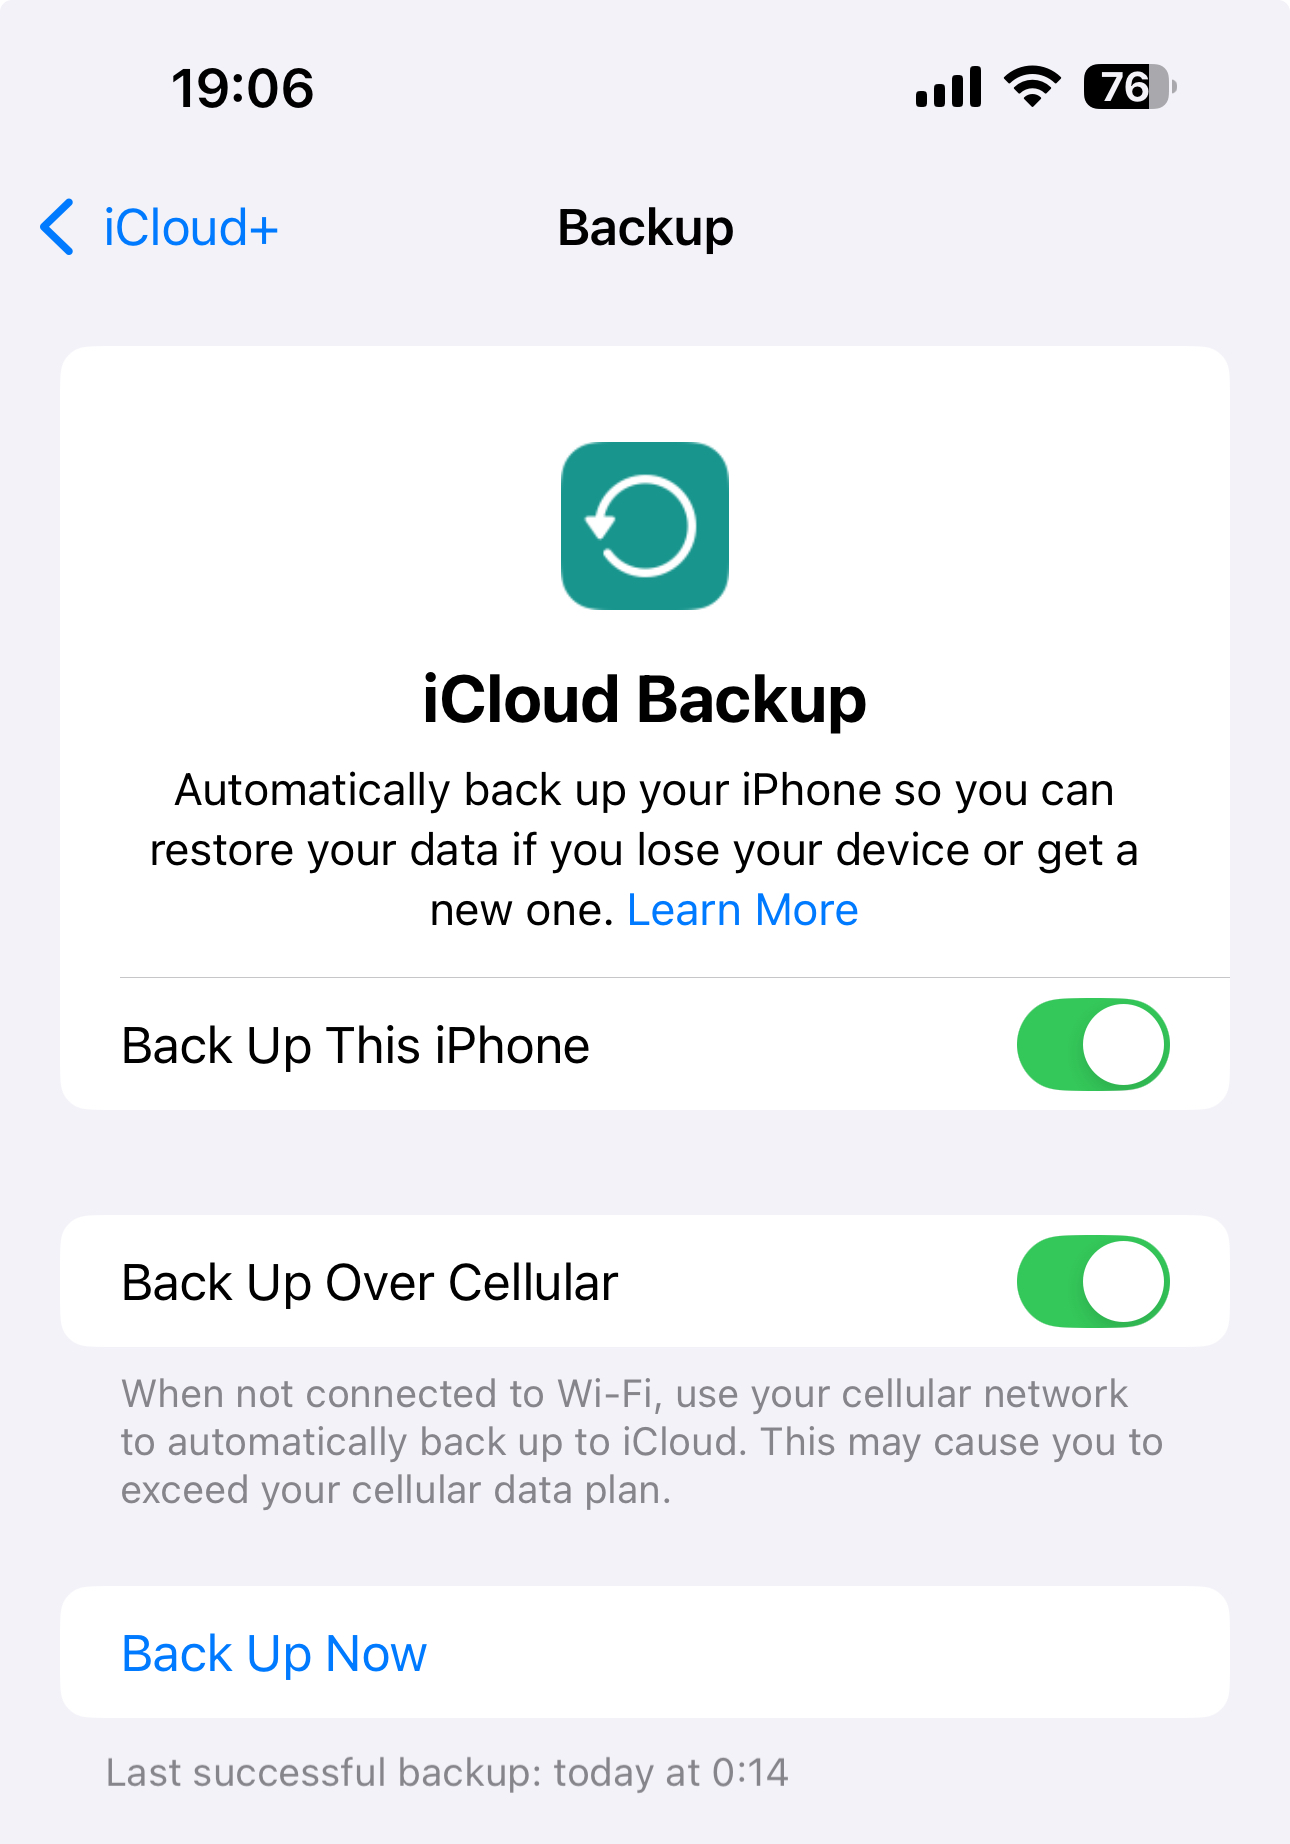 19:06
76
iCloud+
Backup
iCloud Backup
Automatically back up your iPhone so you can
restore your data if you lose your device or get a
new one. Learn More
Back Up This iPhone
Back Up Over Cellular
When not connected to Wi-Fi, use your cellular network
to automatically back up to iCloud. This may cause you to
exceed your cellular data plan.
Back Up Now
Last successful backup: today at 0:14